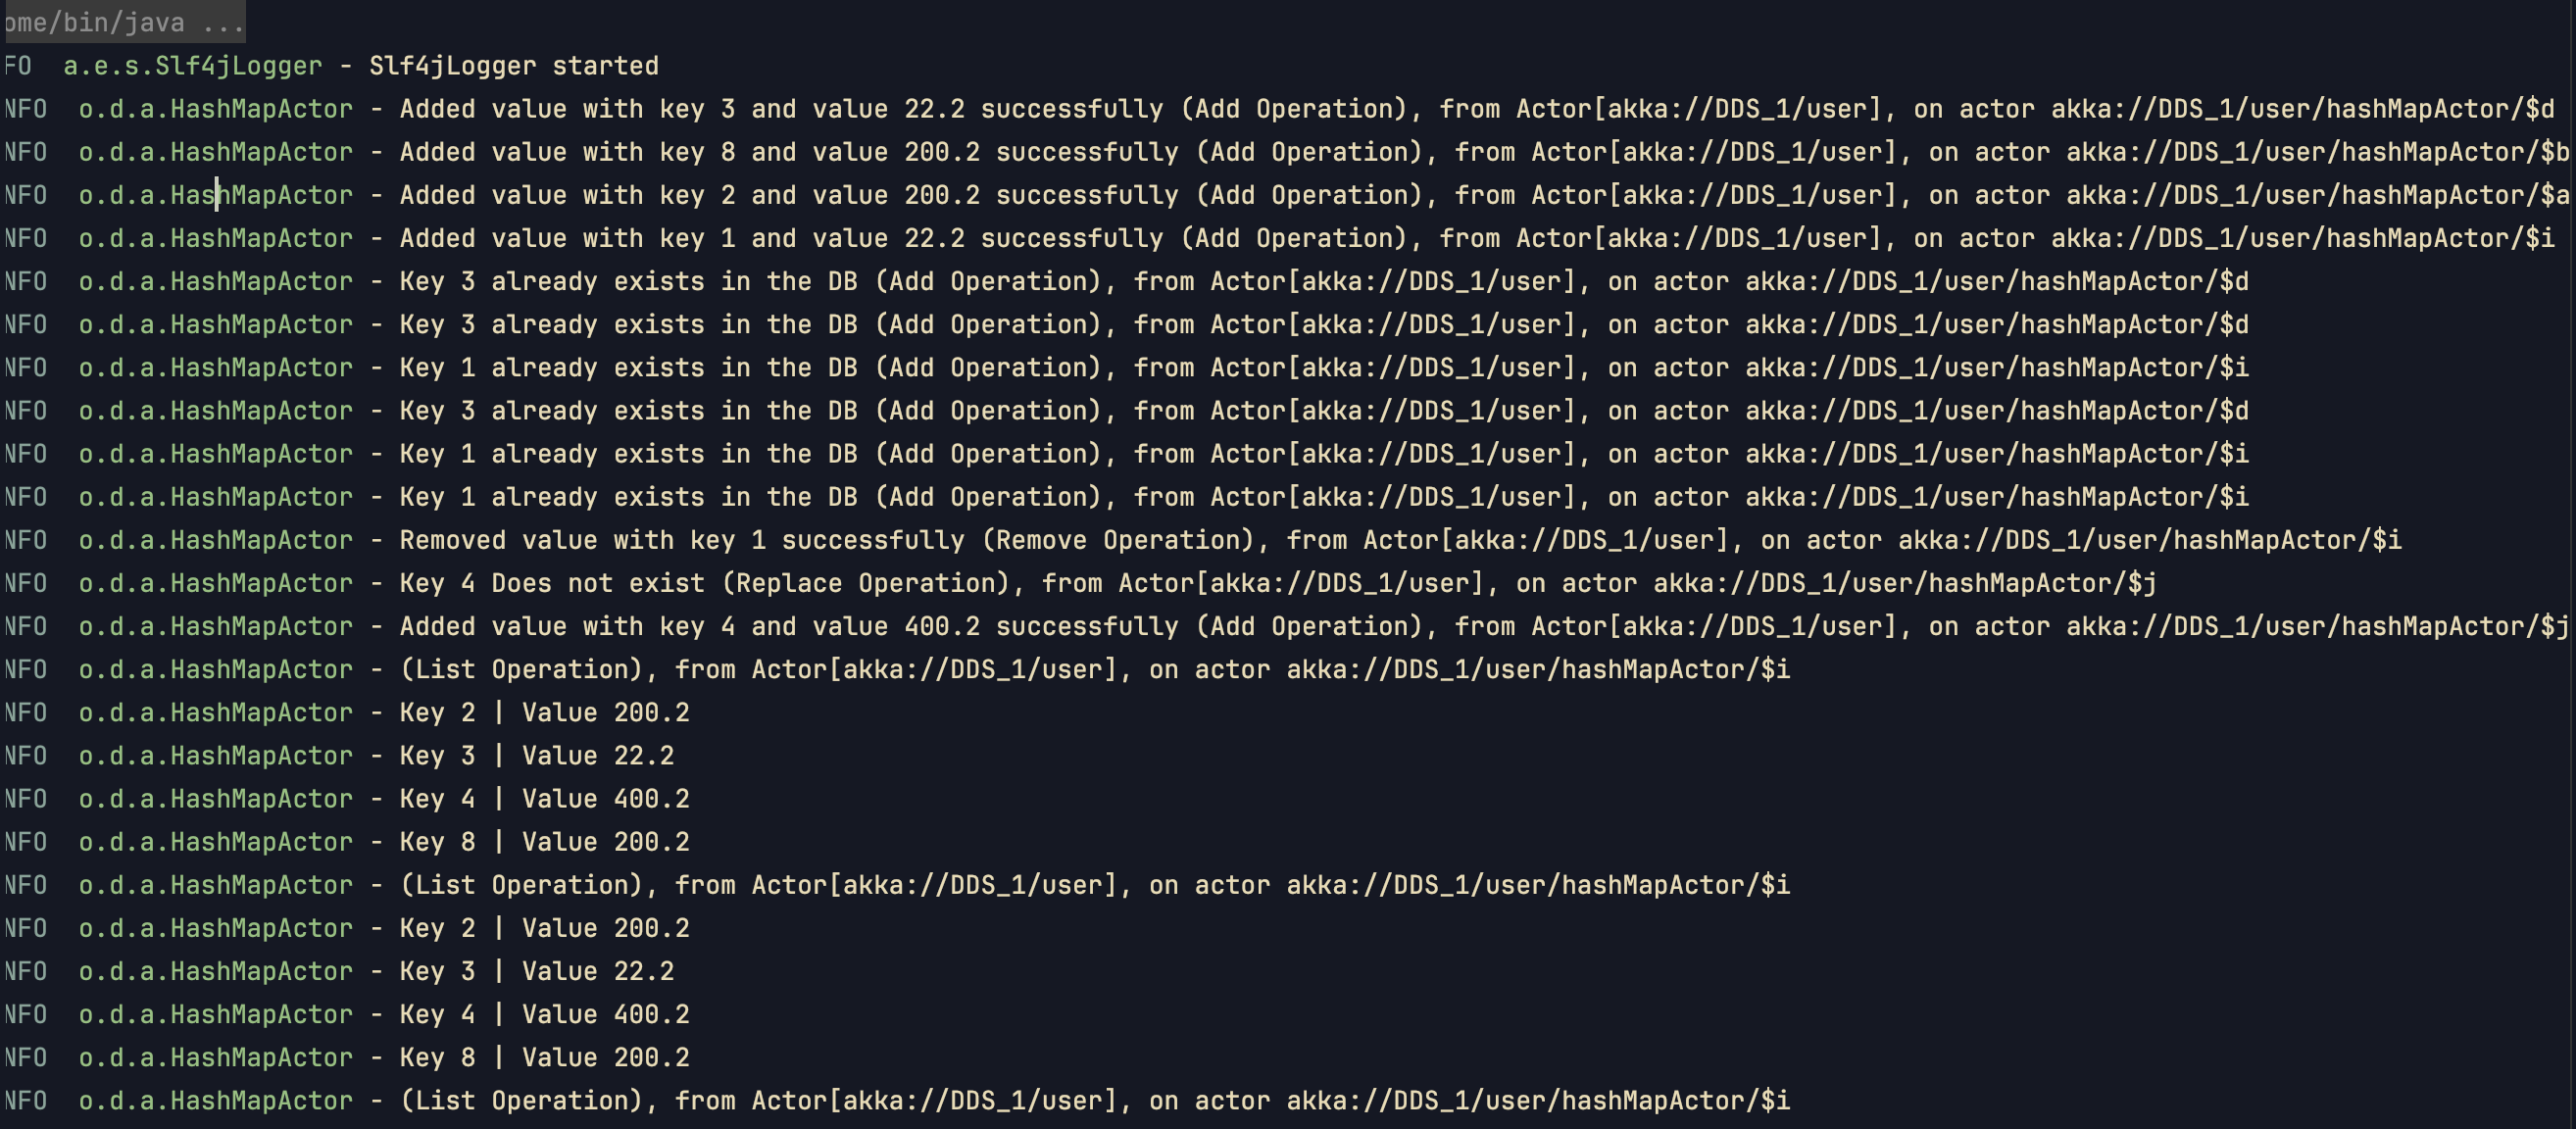 ome/bin/java ...
FO  a.e.s.Slf4jLogger - Slf4jLogger started
NFO  o.d.a.HashMapActor - Added value with key 3 and value 22.2 successfully (Add Operation), from Actor[akka://DDS_1/user], on actor akka://DDS_1/user/hashMapActor/$d
NFO  o.d.a.HashMapActor - Added value with key 8 and value 200.2 successfully (Add Operation), from Actor[akka://DDS_1/user], on actor akka://DDS_1/user/hashMapActor/$b
NFO  o.d.a.HashMapActor - Added value with key 2 and value 200.2 successfully (Add Operation), from Actor[akka://DDS_1/user], on actor akka://DDS_1/user/hashMapActor/$a
NFO  o.d.a.HashMapActor - Added value with key 1 and value 22.2 successfully (Add Operation), from Actor[akka://DDS_1/user], on actor akka://DDS_1/user/hashMapActor/$i
NFO  o.d.a.HashMapActor - Key 3 already exists in the DB (Add Operation), from Actor[akka://DDS_1/user], on actor akka://DDS_1/user/hashMapActor/$d
NFO  o.d.a.HashMapActor - Key 3 already exists in the DB (Add Operation), from Actor[akka://DDS_1/user], on actor akka://DDS_1/user/hashMapActor/$d
NFO  o.d.a.HashMapActor - Key 1 already exists in the DB (Add Operation), from Actor[akka://DDS_1/user], on actor akka://DDS_1/user/hashMapActor/$i
NFO  o.d.a.HashMapActor - Key 3 already exists in the DB (Add Operation), from Actor[akka://DDS_1/user], on actor akka://DDS_1/user/hashMapActor/$d
NFO  o.d.a.HashMapActor - Key 1 already exists in the DB (Add Operation), from Actor[akka://DDS_1/user], on actor akka://DDS_1/user/hashMapActor/$i
NFO  o.d.a.HashMapActor - Key 1 already exists in the DB (Add Operation), from Actor[akka://DDS_1/user], on actor akka://DDS_1/user/hashMapActor/$i
NFO  o.d.a.HashMapActor - Removed value with key 1 successfully (Remove Operation), from Actor[akka://DDS_1/user], on actor akka://DDS_1/user/hashMapActor/$i
NFO  o.d.a.HashMapActor - Key 4 Does not exist (Replace Operation), from Actor[akka://DDS_1/user], on actor akka://DDS_1/user/hashMapActor/$j
NFO  o.d.a.HashMapActor - Added value with key 4 and value 400.2 successfully (Add Operation), from Actor[akka://DDS_1/user], on actor akka://DDS_1/user/hashMapActor/$j
NFO  o.d.a.HashMapActor - (List Operation), from Actor[akka://DDS_1/user], on actor akka://DDS_1/user/hashMapActor/$i
NFO  o.d.a.HashMapActor - Key 2 | Value 200.2
NFO  o.d.a.HashMapActor - Key 3 | Value 22.2
NFO  o.d.a.HashMapActor - Key 4 | Value 400.2
NFO  o.d.a.HashMapActor - Key 8 | Value 200.2
NFO  o.d.a.HashMapActor - (List Operation), from Actor[akka://DDS_1/user], on actor akka://DDS_1/user/hashMapActor/$i
NFO  o.d.a.HashMapActor - Key 2 | Value 200.2
NFO  o.d.a.HashMapActor - Key 3 | Value 22.2
NFO  o.d.a.HashMapActor - Key 4 | Value 400.2
NFO  o.d.a.HashMapActor - Key 8 | Value 200.2
NFO  o.d.a.HashMapActor - (List Operation), from Actor[akka://DDS_1/user], on actor akka://DDS_1/user/hashMapActor/$i